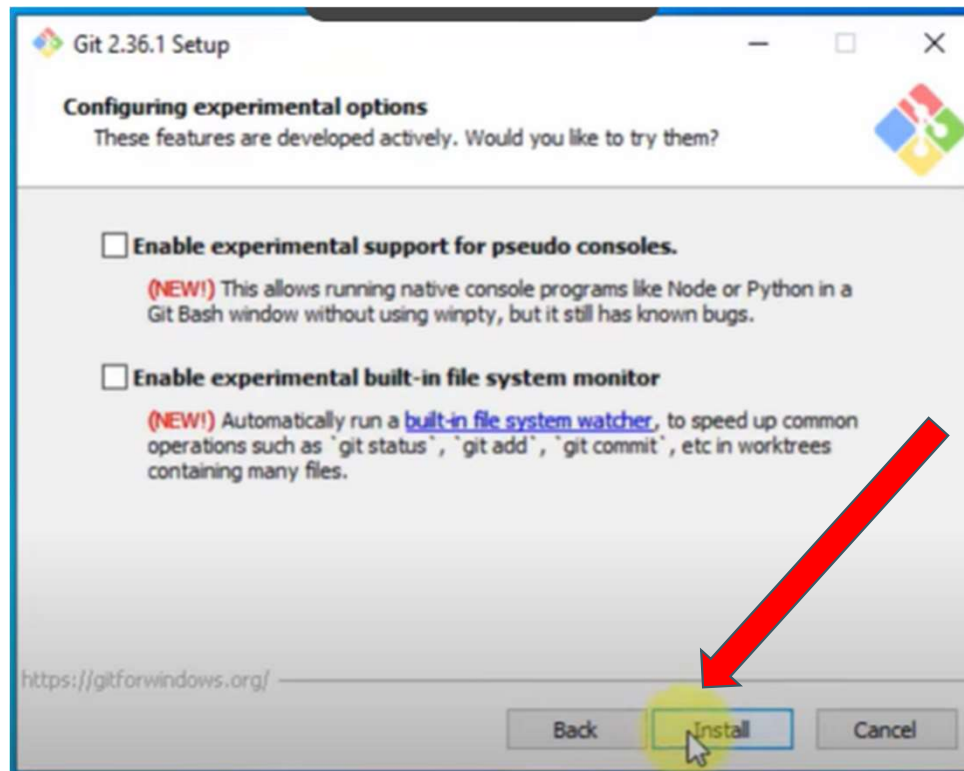 Git 2.36.1 Setup
Configuring experimental options
These features are developed actively. Would you like to try them?
Enable experimental support for pseudo consoles.
(NEW!) This allows running native console programs like Node or Python in a
Git Bash window without using winpty, but it still has known bugs.
Enable experimental built-in file system monitor
(NEW!) Automatically run a built-in file system watcher, to speed up common
operations such as `git status`, `git add`, `git commit`, etc in worktrees
containing many files.
https://gitforwindows.org/
Back Install Cancel